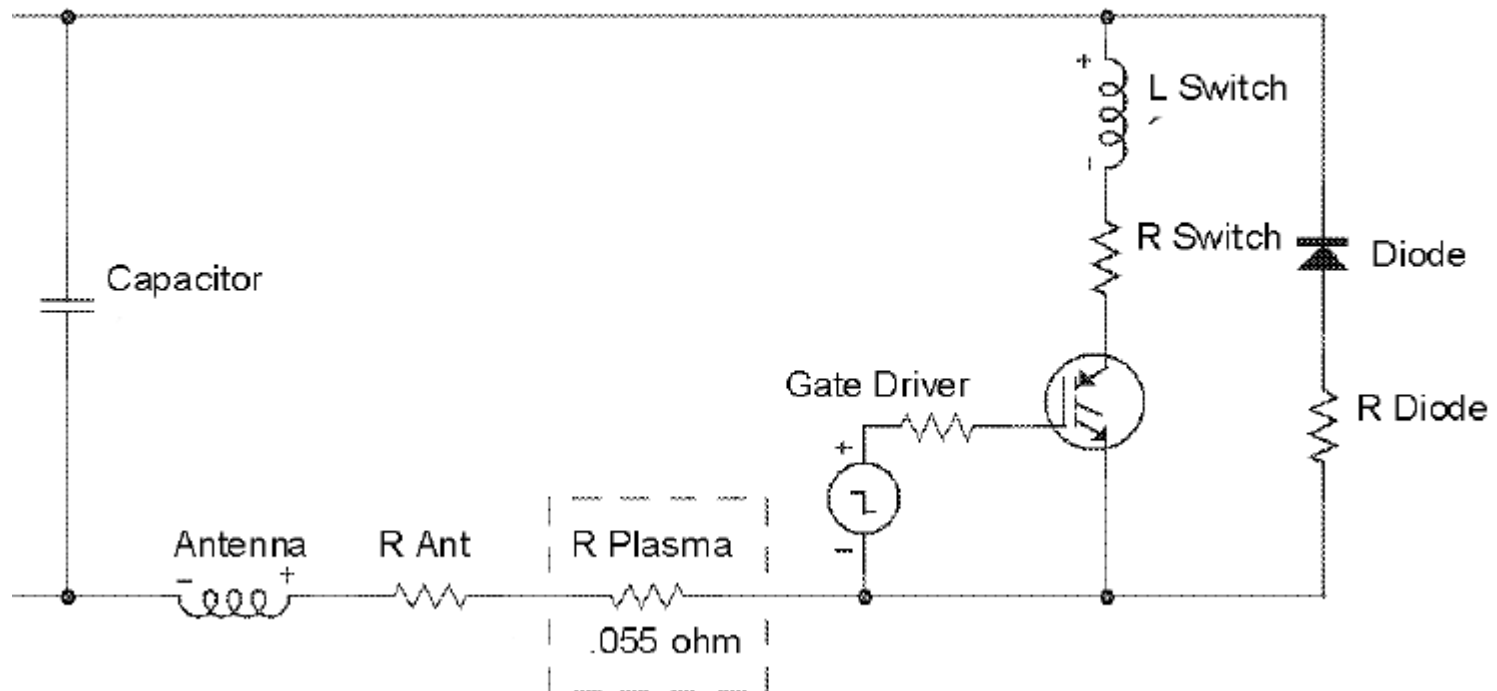 +
L Switch
-
R Switch
Diode
Capacitor
Gate Driver
R Diode
+
-
Antenna
R Ant
R Plasma
- +
.055 ohm